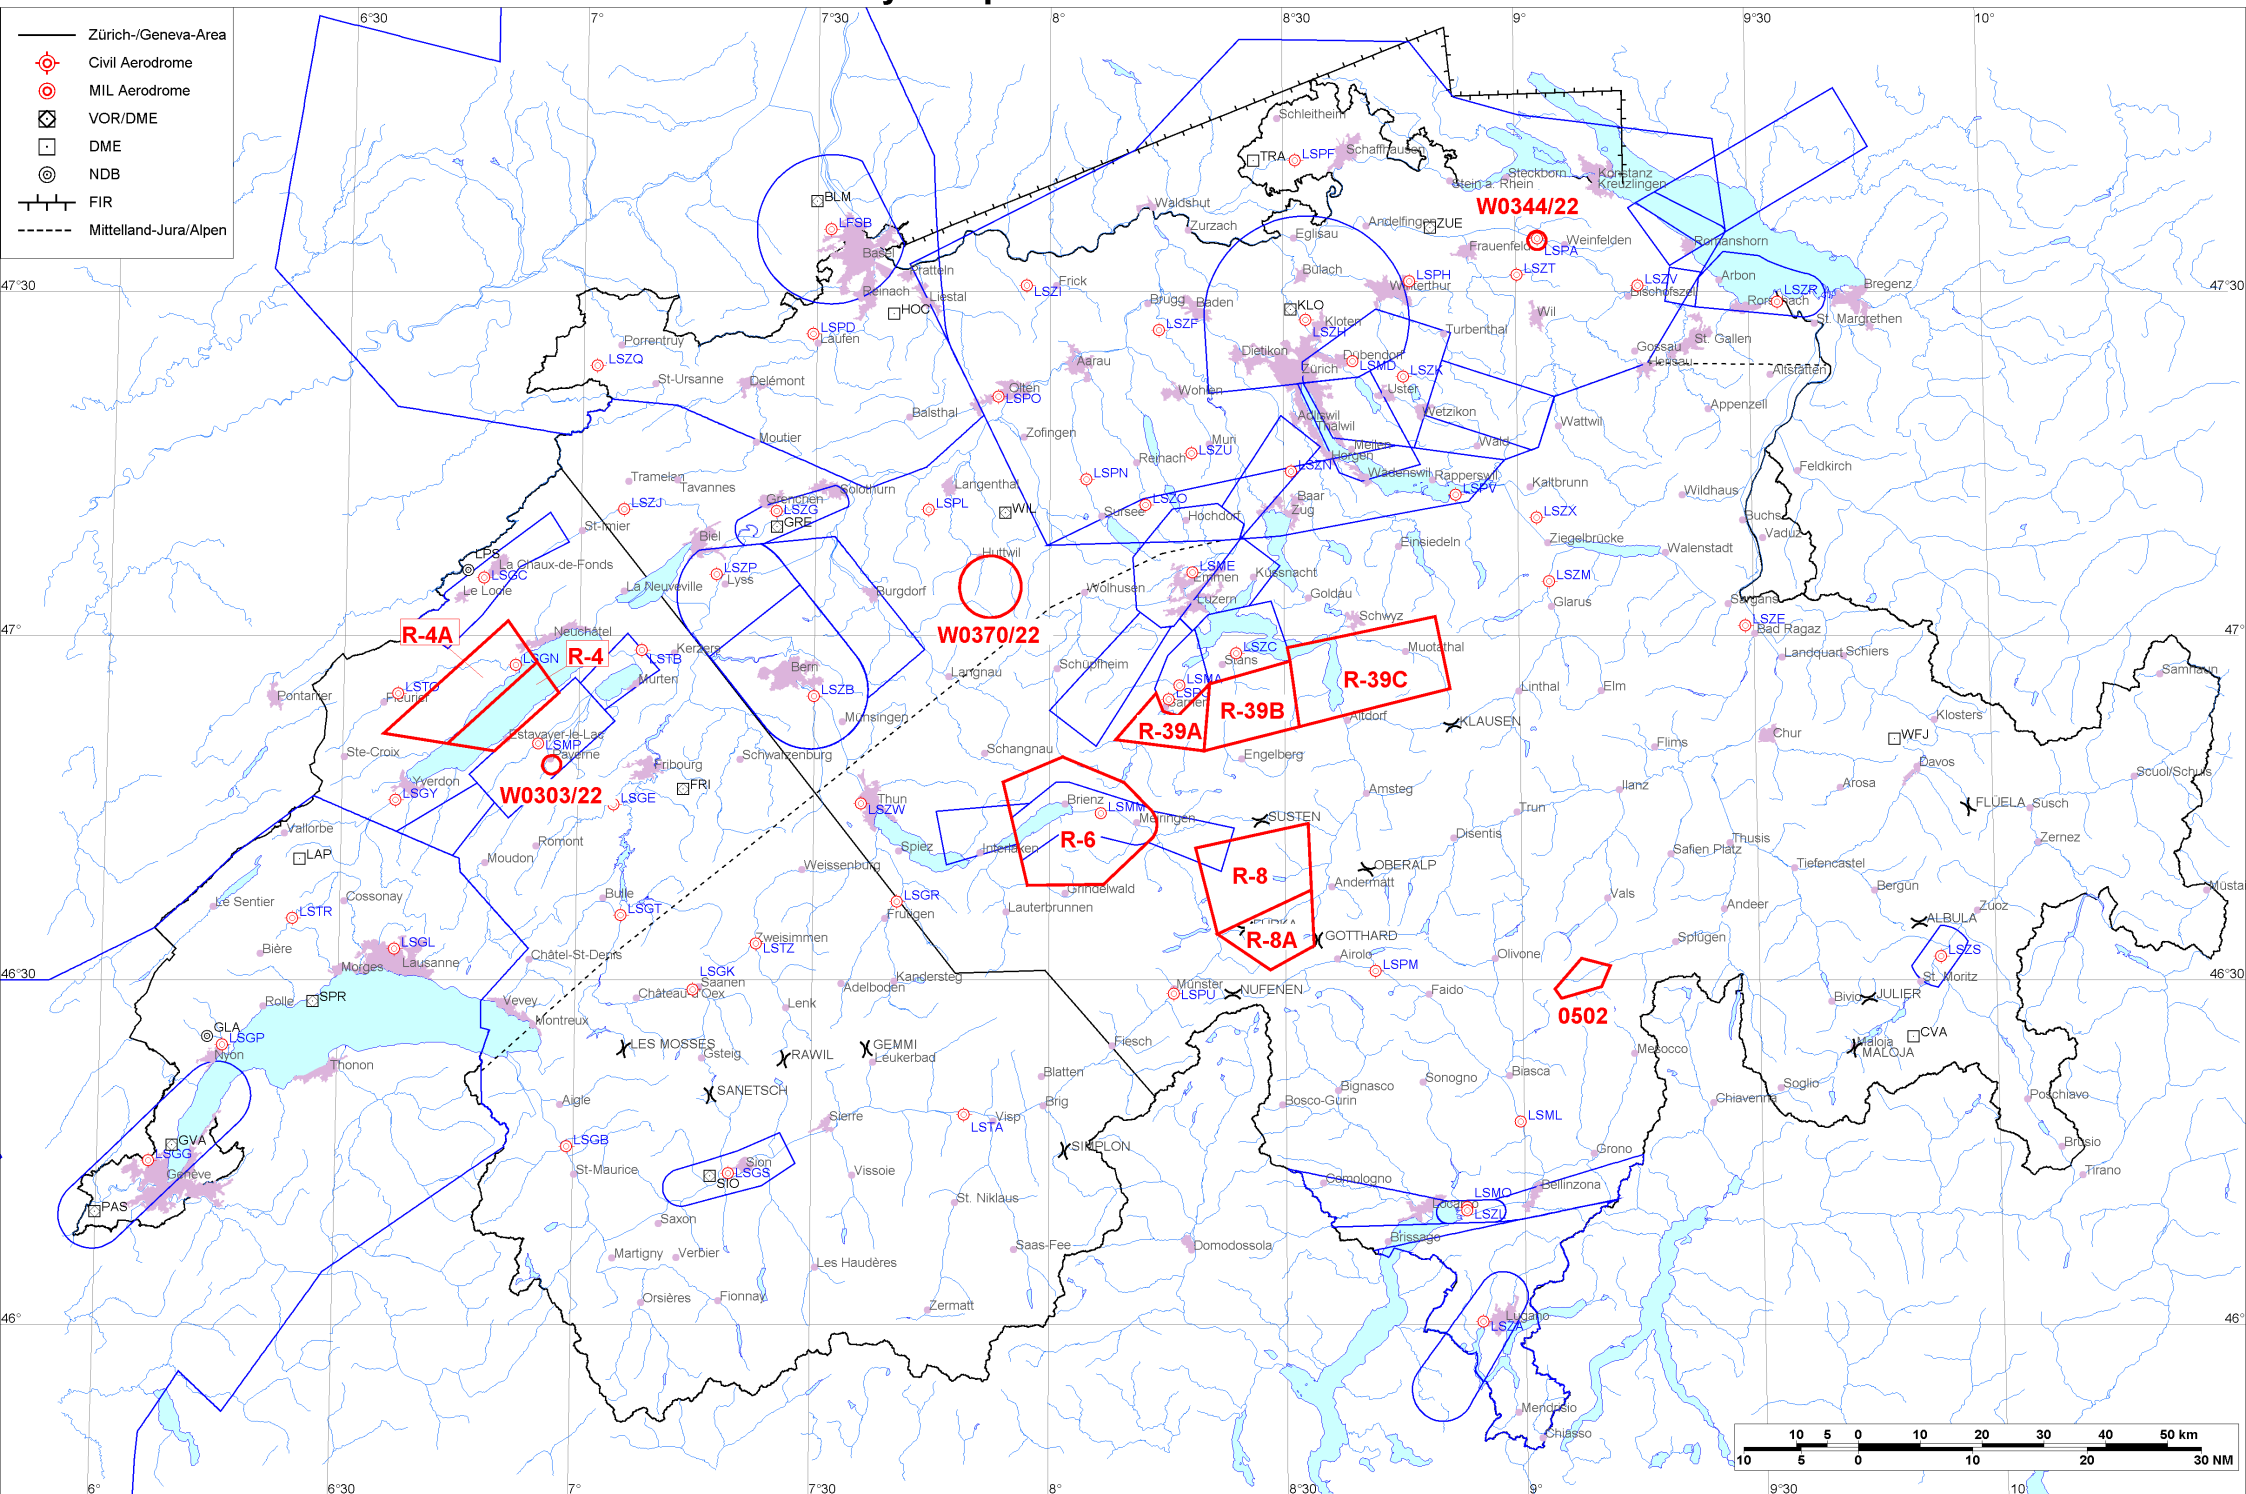 6°30
7°
7°30
8°
8°30
9°
9°30
10°
Zürich-/Geneva-Area
Civil Aerodrome
MIL Aerodrome
VOR/DME
DME
NDB
FIR
Mittelland-Jura/Alpen
Schleitheim
TRA
LSPF
Schaffhausen
Steckborn
Konstanz
Stein a. Rhein
Kreuzlingen
BLM
Waldshut
W0344/22
LFSB
Zurzach
Andelfingen
ZUE
Eglisau
Weinfelden
Romanshorn
Basel
Frauenfeld
LSPA
Pratteln
Bülach
LSPH
LSZT
LSZV
Arbon
47°30
Reinach
Liestal
LSZI
Frick
Winterthur
Bischofszell
LSZR
Bregenz
47°30
HOC
Brugg
Baden
KLO
Rorschach
Wil
St. Margrethen
LSPD
LSZF
Kloten
LSZH
Turbenthal
Laufen
Porrentruy
St. Gallen
Gossau
Dietikon
Dübendorf
Herisau
LSZQ
Aarau
Zürich
LSMD
LSZK
Altstätten
St-Ursanne
Delémont
Olten
LSPO
Wohlen
Uster
Balsthal
Adliswil
Wetzikon
Appenzell
Thalwil
Wattwil
Moutier
Zofingen
Muri
LSZU
Meilen
Wald
Reinach
Horgen
Tramelan
LSPN
LSZN
Wädenswil
Rapperswil
Feldkirch
Tavannes
Solothurn
Langenthal
LSPV
Kaltbrunn
Wildhaus
Grenchen
LSZG
LSZJ
LSPL
WIL
LSZO
Baar
Zug
Sursee
Hochdorf
LSZX
Buchs
St-Imier
GRE
Biel
Vaduz
Einsiedeln
Ziegelbrücke
Walenstadt
LPS
Huttwil
La Chaux-de-Fonds
LSGC
LSZP
Lyss
LSME
Emmen
Küssnacht
LSZM
Le Locle
La Neuveville
Burgdorf
Wolhusen
Luzern
Goldau
Glarus
Sargans
Schwyz
LSZE
R-4A
Neuchâtel
W0370/22
Bad Ragaz
47°
47°
LSGN
R-4
LSTB
Kerzers
LSZC
Stans
Muotathal
Landquart
Schiers
Bern
Langnau
Schüpfheim
Samnaun
LSTO
Fleurier
Murten
LSZB
LSMA
LSPG
Sarnen
R-39C
Linthal
Elm
Pontarlier
R-39B
R-39A
Münsingen
Altdorf
KLAUSEN
Klosters
Estavayer-le-Lac
LSMP
Payerne
Ste-Croix
Schangnau
Engelberg
Flims
Chur
WFJ
Schwarzenburg
Fribourg
FRI
Davos
Yverdon
LSGY
W0303/22
LSGE
Thun
LSZW
Brienz
LSMM
Meiringen
Amsteg
Ilanz
Arosa
Scuol/Schuls
FLÜELA
Susch
SUSTEN
Trun
Vallorbe
Romont
R-6
Disentis
Thusis
Zernez
LAP
Moudon
Spiez
Interlaken
Safien Platz
Weissenburg
R-8
OBERALP
Andermatt
Tiefencastel
Grindelwald
Bergün
Le Sentier
Cossonay
Bulle
LSGR
Lauterbrunnen
Vals
Andeer
Zuoz
LSTR
LSGT
Frutigen
ALBULA
Bière
LSGL
Lausanne
Zweisimmen
LSTZ
R-8A
GOTTHARD
Splügen
LSZS
Morges
Châtel-St-Denis
Airolo
LSPM
Olivone
46°30
46°30
LSGK
Saanen
Kandersteg
Adelboden
St. Moritz
SPR
Rolle
Vevey
Château d'Oex
Lenk
Münster
LSPU
NUFENEN
Faido
Bivio
JULIER
Montreux
0502
GLA
LSGP
Nyon
LES MOSSES
Gsteig
RAWIL
GEMMI
Leukerbad
Fiesch
Mesocco
CVA
Maloja
MALOJA
Thonon
Blatten
Sonogno
Biasca
SANETSCH
Bignasco
Soglio
Aigle
Bosco-Gurin
Chiavenna
Poschiavo
Brig
Sierre
LSTA
Visp
LSML
GVA
LSGG
Genève
LSGB
SIMPLON
Grono
Brusio
St-Maurice
Sion
LSGS
SIO
Vissoie
Comologno
Bellinzona
Tirano
PAS
St. Niklaus
LSMO
Locarno
LSZL
Saxon
Brissago
Martigny
Verbier
Saas-Fee
Domodossola
Les Haudères
Orsières
Fionnay
Zermatt
46°
Lugano
LSZA
46°
Mendrisio
Chiasso
10 5 0 10 20 30 40 50 km
10 5 0 10 20 30 NM
6°
6°30
7°
7°30
8°
8°30
9°
9°30
10